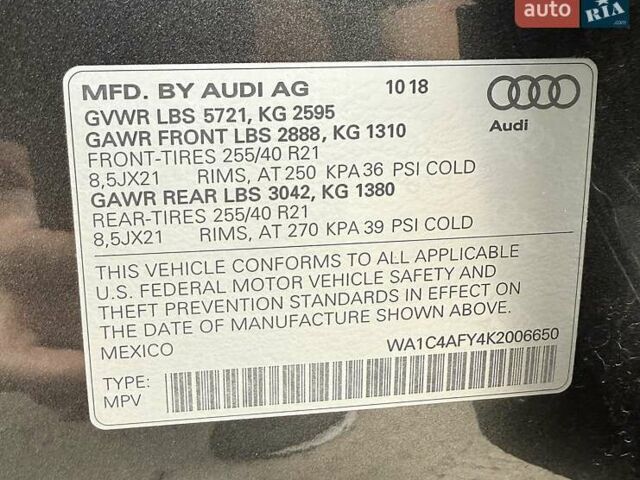 auto RIA
.com
MFD. BY AUDI AG 10 18
GVWR LBS 5721, KG 2595
GAWR FRONT LBS 2888, KG 1310
FRONT-TIRES 255/40 R21
8,5JX21 RIMS, AT 250 KPA 36 PSI COLD
GAWR REAR LBS 3042, KG 1380
REAR-TIRES 255/40 R21
8,5JX21 RIMS, AT 270 KPA 39 PSI COLD
Audi
THIS VEHICLE CONFORMS TO ALL APPLICABLE
U.S. FEDERAL MOTOR VEHICLE SAFETY AND
THEFT PREVENTION STANDARDS IN EFFECT ON
THE DATE OF MANUFACTURE SHOWN ABOVE.
MEXICO WA1C4AFY4K2006650
TYPE:
MPV